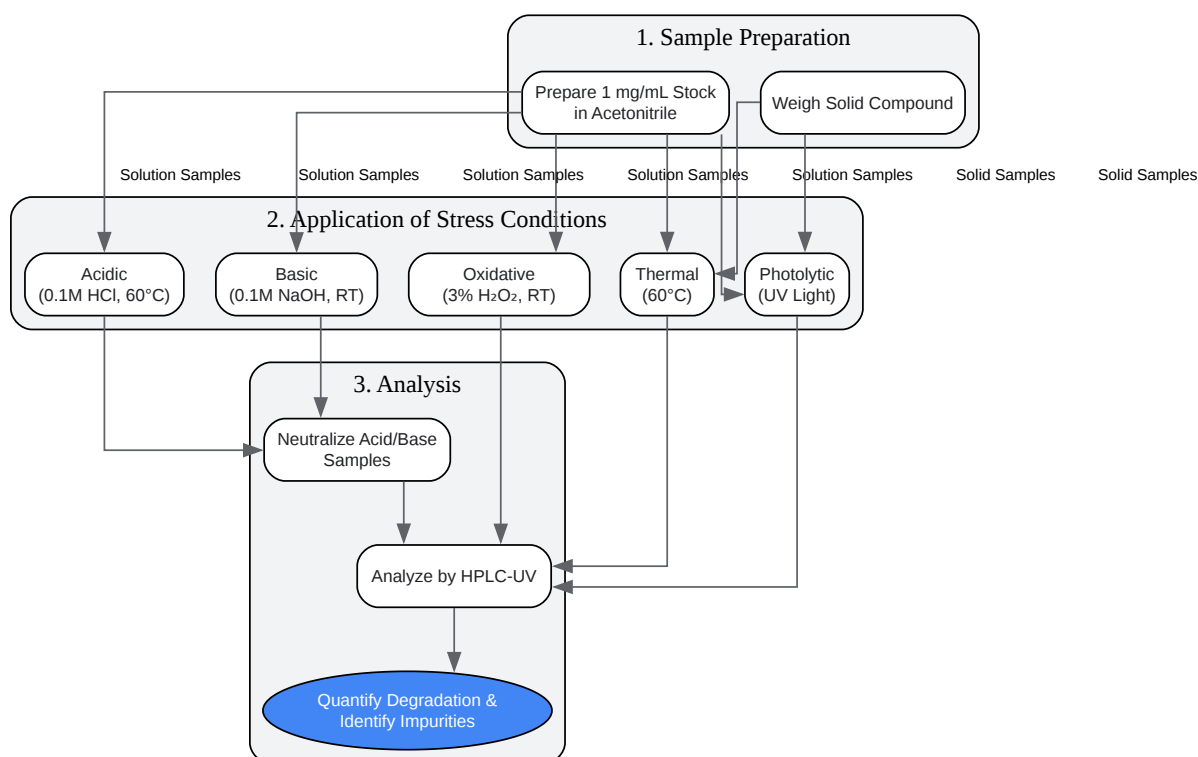 1. Sample Preparation
Prepare 1 mg/mL Stock
in Acetonitrile
Weigh Solid Compound
Solution Samples
Solution Samples
Solution Samples
Solution Samples
Solution Samples
Solid Samples
Solid Samples
2. Application of Stress Conditions
Acidic
(0.1M HCl, 60°C)
Basic
(0.1M NaOH, RT)
Oxidative
(3% H₂O₂, RT)
Thermal
(60°C)
Photolytic
(UV Light)
3. Analysis
Neutralize Acid/Base
Samples
Analyze by HPLC-UV
Quantify Degradation &
Identify Impurities